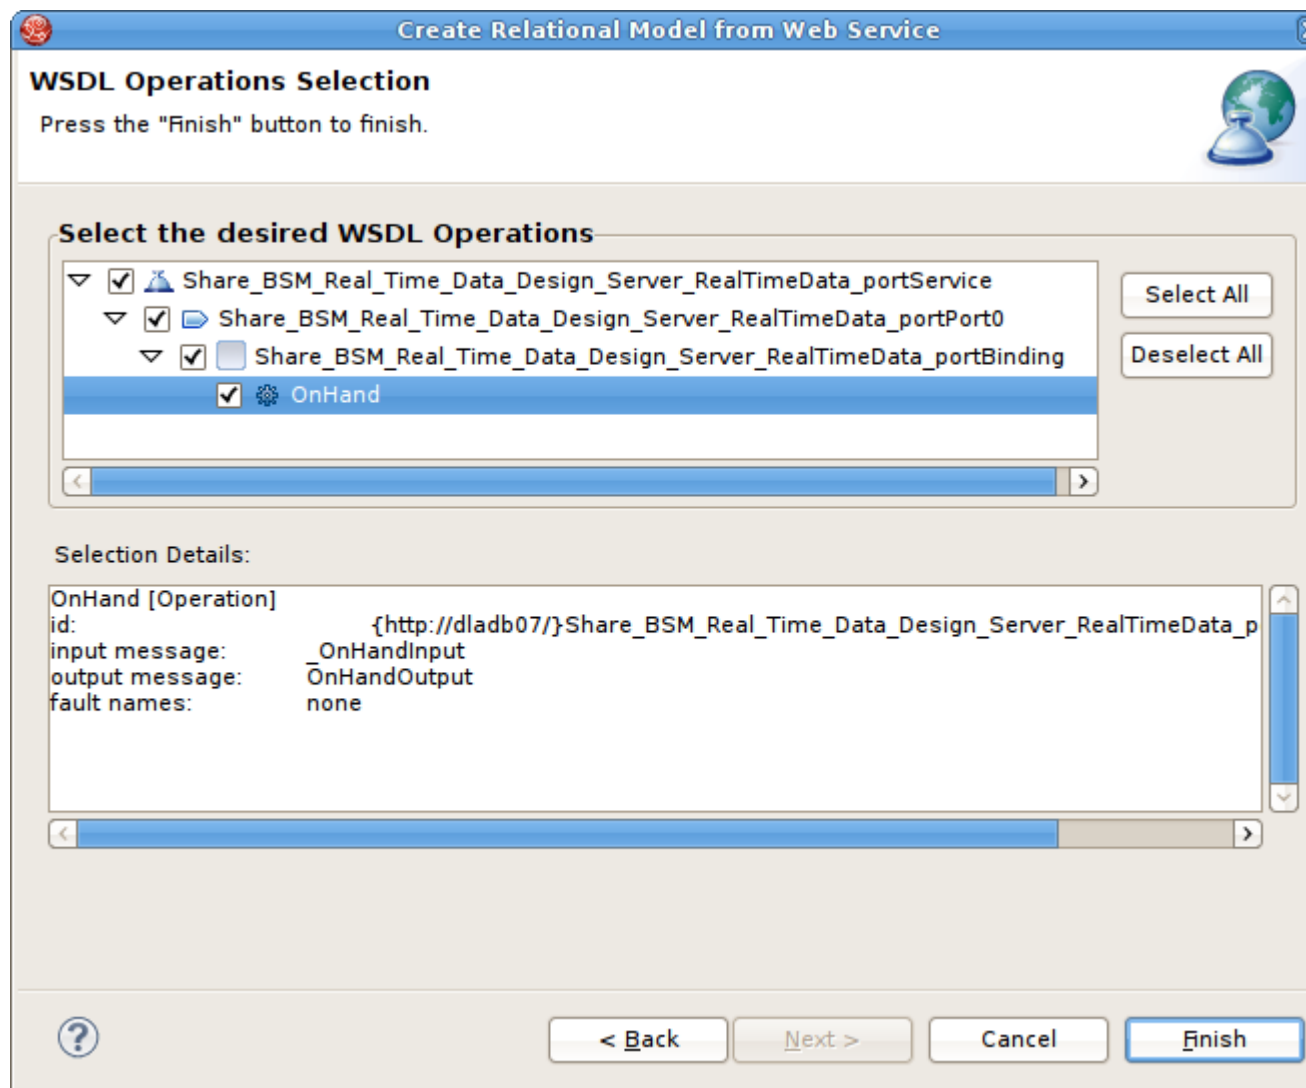 Create Relational Model from Web Service
WSDL Operations Selection
Press the "Finish" button to finish.
Select the desired WSDL Operations
Share_BSM_Real_Time_Data_Design_Server_RealTimeData_portService
Share_BSM_Real_Time_Data_Design_Server_RealTimeData_portPort0
Share_BSM_Real_Time_Data_Design_Server_RealTimeData_portBinding
OnHand
Select All
Deselect All
Selection Details:
OnHand [Operation]
id: {http://dladb07/}Share_BSM_Real_Time_Data_Design_Server_RealTimeData_p
input message: _OnHandInput
output message: OnHandOutput
fault names: none
?
< Back Next > Cancel Finish